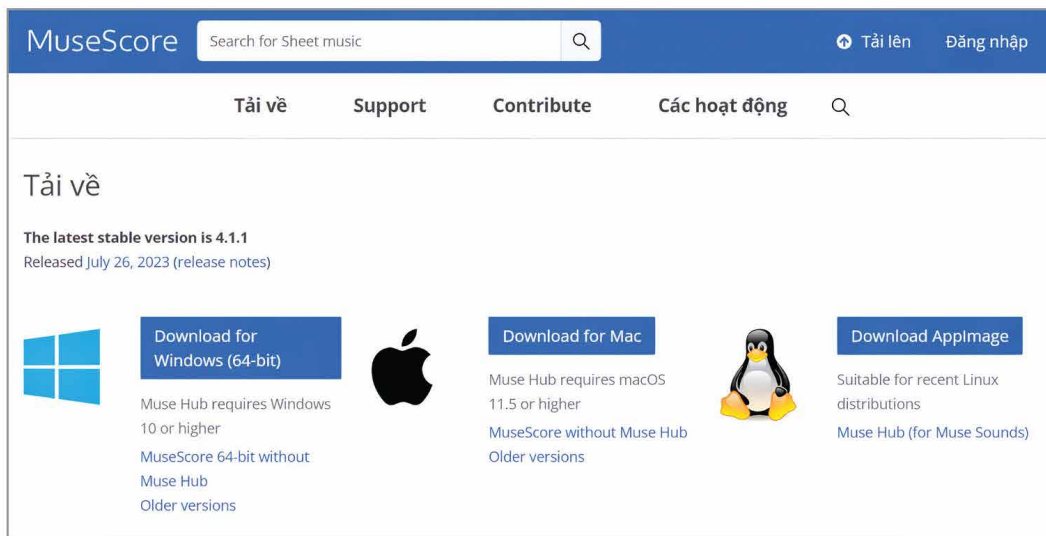 MuseScore Search for Sheet music Tải lên Đăng nhập
Tải về Support Contribute Các hoạt động
Tải về
The latest stable version is 4.1.1
Released July 26, 2023 (release notes)
Download for
Windows (64-bit)
Muse Hub requires Windows
10 or higher
MuseScore 64-bit without
Muse Hub
Older versions
Download for Mac
Muse Hub requires macOS
11.5 or higher
MuseScore without Muse Hub
Older versions
Download AppImage
Suitable for recent Linux
distributions
Muse Hub (for Muse Sounds)